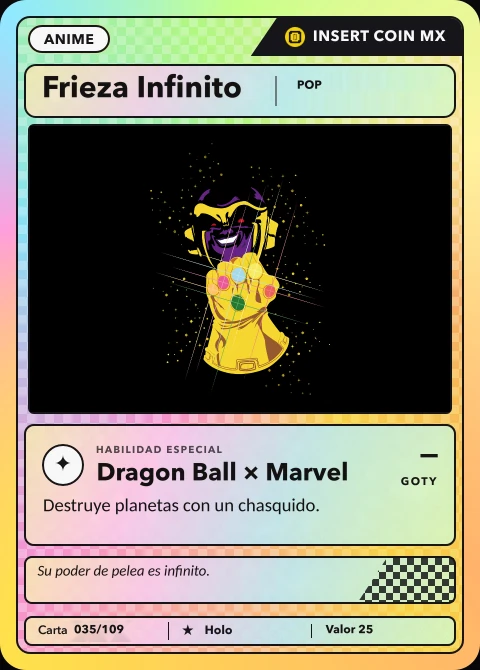 ANIME
INSERT COIN MX
Frieza Infinito
POP
HABILIDAD ESPECIAL
Dragon Ball × Marvel
—
GOTY
Destruye planetas con un chasquido.
Su poder de pelea es infinito.
Carta 035/109 ★ Holo Valor 25